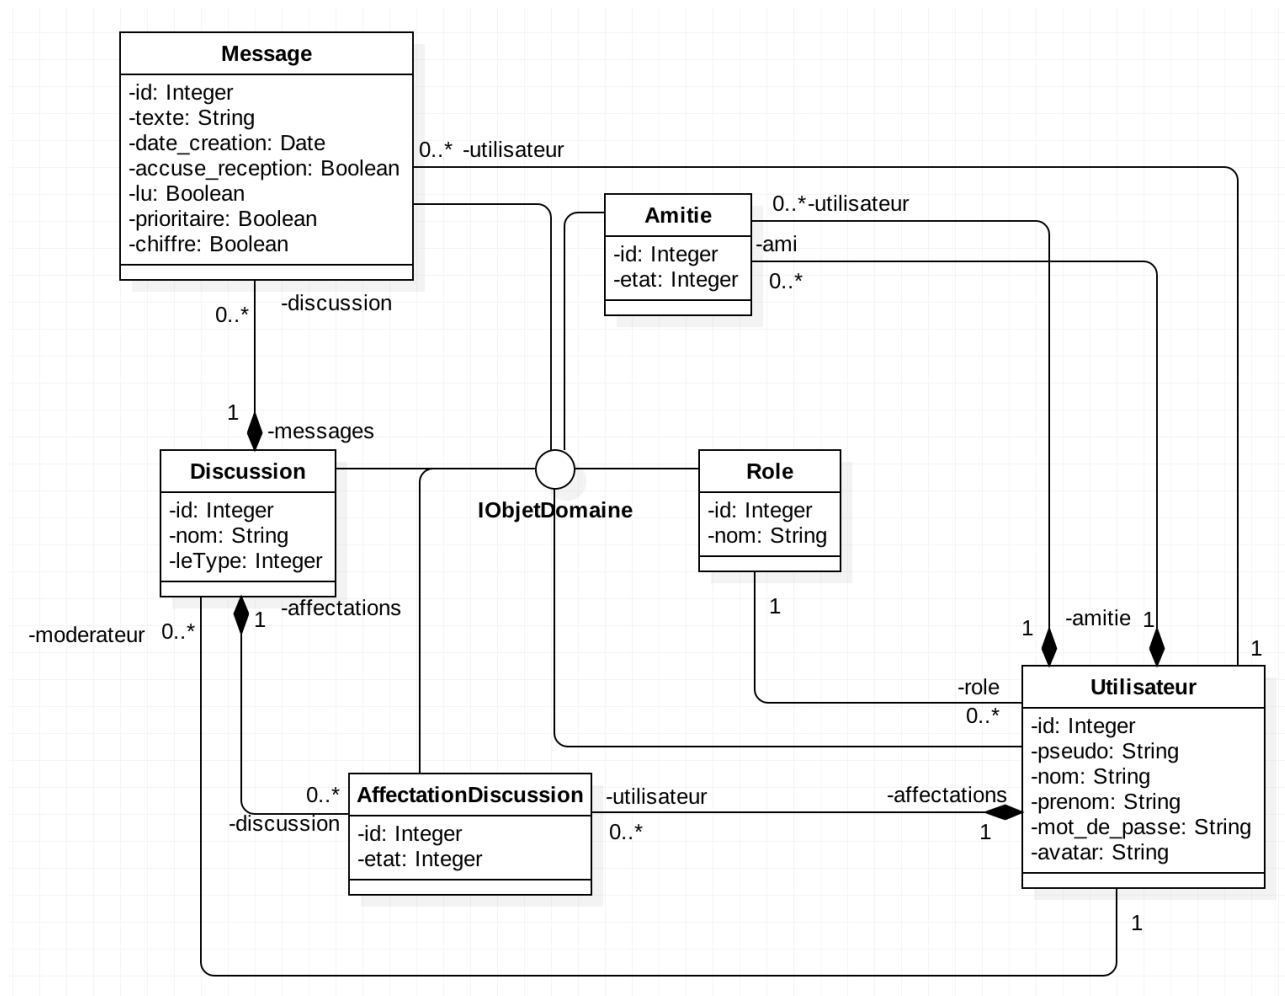 Message
-id: Integer
-texte: String
-date_creation: Date
-accuse_reception: Boolean
-lu: Boolean
-prioritaire: Boolean
-chiffre: Boolean
0..* -utilisateur
Amitie
-id: Integer
-etat: Integer
0..* -utilisateur
-ami
0..*
-discussion
0..*
1
-messages
Discussion
-id: Integer
-nom: String
-leType: Integer
IObjetDomaine
Role
-id: Integer
-nom: String
-affectations
1
-moderateur 0..*
1
1 -amitie 1
1
-role
0..*
Utilisateur
-id: Integer
-pseudo: String
-nom: String
-prenom: String
-mot_de_passe: String
-avatar: String
0..*
-discussion
AffectationDiscussion
-id: Integer
-etat: Integer
-utilisateur
0..*
-affectations
1
1